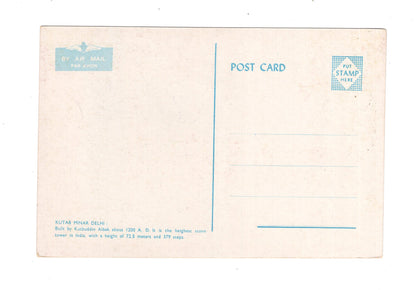 BY AIR MAIL
PAR AVION
POST CARD
PUT
STAMP
HERE
KUTAB MINAR DELHI :
Built by Kutbuddin Aibak about 1200 A. D. It is the heighest stone
tower in India, with a height of 72.5 meters and 379 steps.